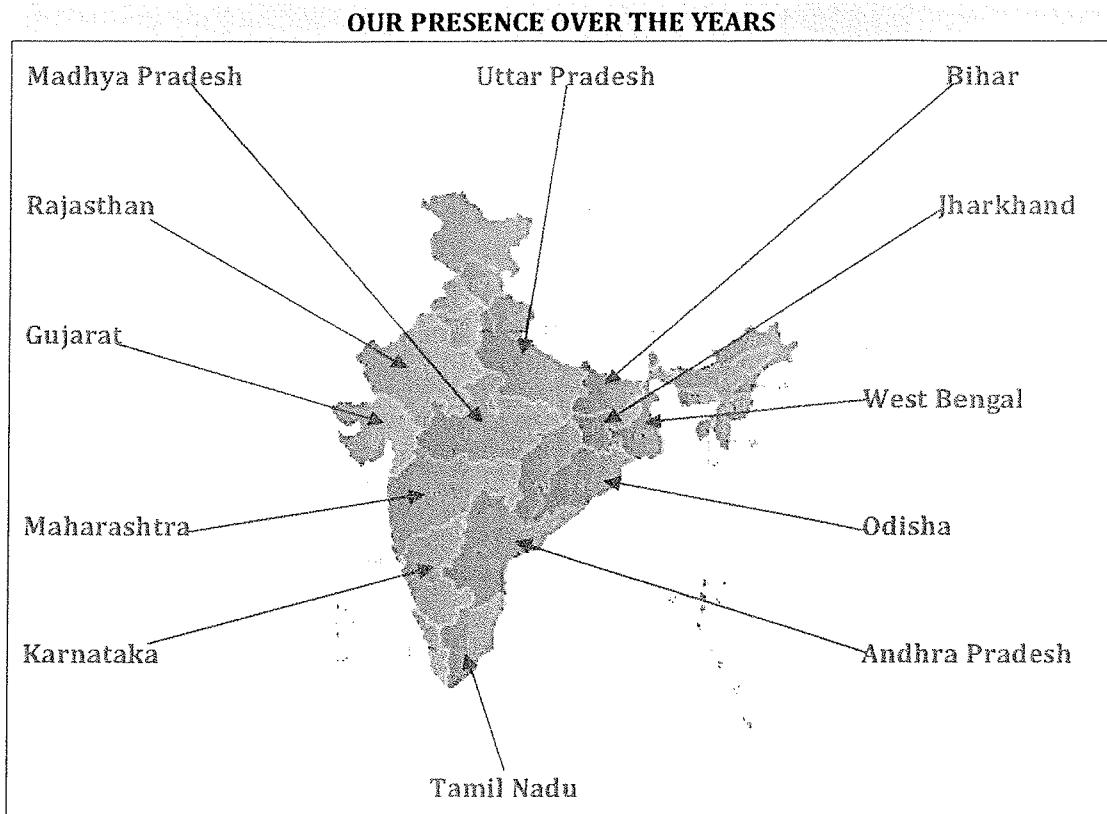 OUR PRESENCE OVER THE YEARS
Madhya Pradesh
Uttar Pradesh
Bihar
Rajasthan
Jharkhand
Gujarat
West Bengal
Maharashtra
Odisha
Karnataka
Andhra Pradesh
Tamil Nadu